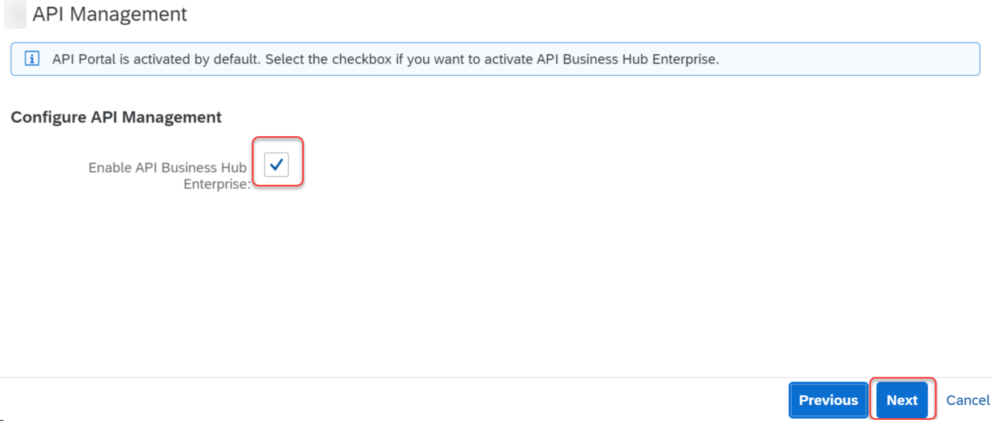 API Management
API Portal is activated by default. Select the checkbox if you want to activate API Business Hub Enterprise.
Configure API Management
Enable API Business Hub
Enterprise:
Previous Next Cancel